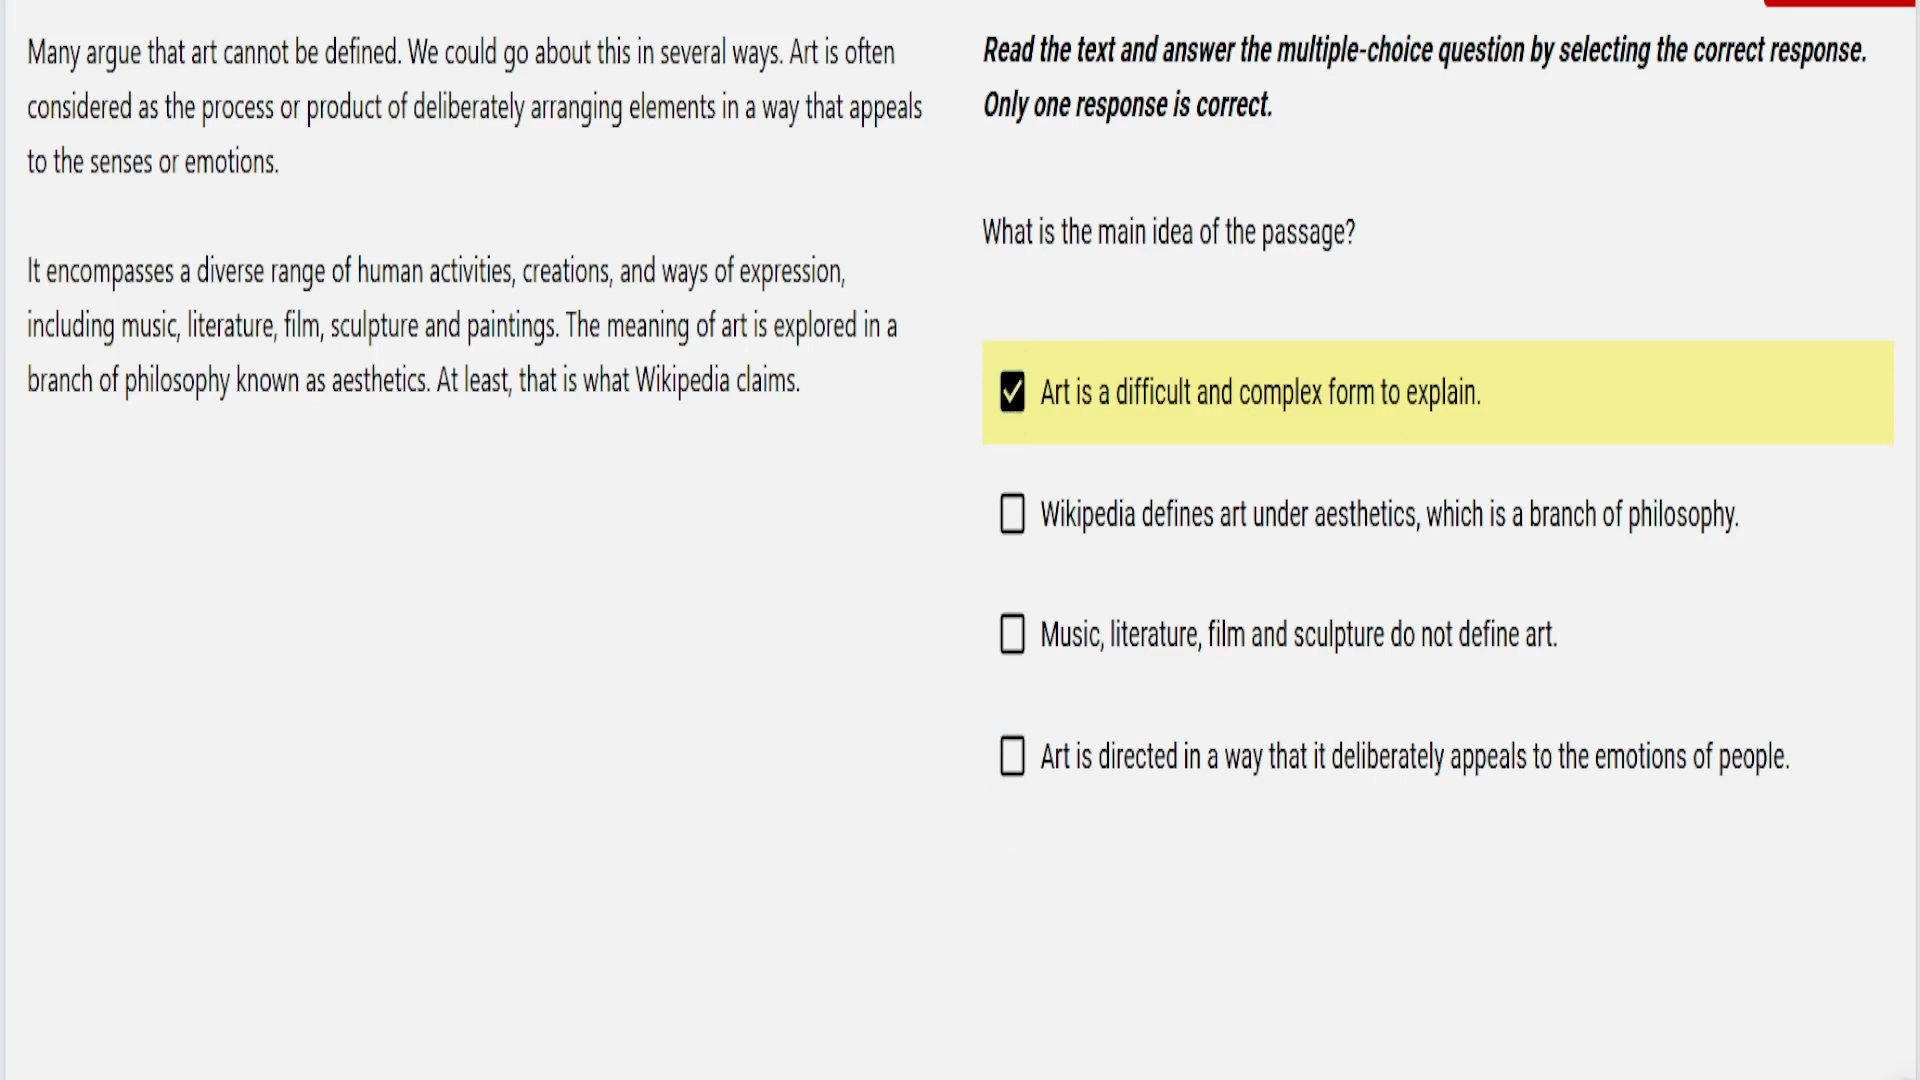 Many argue that art cannot be defined. We could go about this in several ways. Art is often
considered as the process or product of deliberately arranging elements in a way that appeals
to the senses or emotions.
It encompasses a diverse range of human activities, creations, and ways of expression,
including music, literature, film, sculpture and paintings. The meaning of art is explored in a
branch of philosophy known as aesthetics. At least, that is what Wikipedia claims.
Read the text and answer the multiple-choice question by selecting the correct response.
Only one response is correct.
What is the main idea of the passage?
Art is a difficult and complex form to explain.
Wikipedia defines art under aesthetics, which is a branch of philosophy.
Music, literature, film and sculpture do not define art.
Art is directed in a way that it deliberately appeals to the emotions of people.